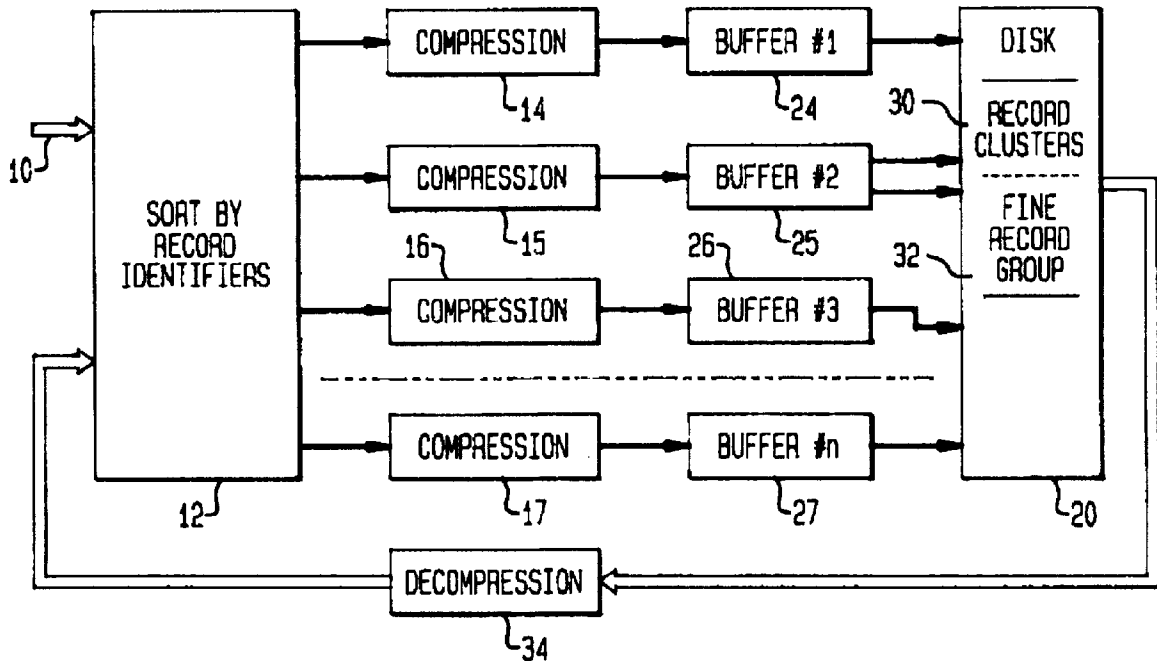 COMPRESSION
BUFFER #1
DISK
14
24
30
RECORD
CLUSTERS
10
COMPRESSION
BUFFER #2
SORT BY
RECORD
IDENTIFIERS
15
25
FINE
RECORD
GROUP
32
16
26
COMPRESSION
BUFFER #3
COMPRESSION
BUFFER #n
12
17
27
20
DECOMPRESSION
34